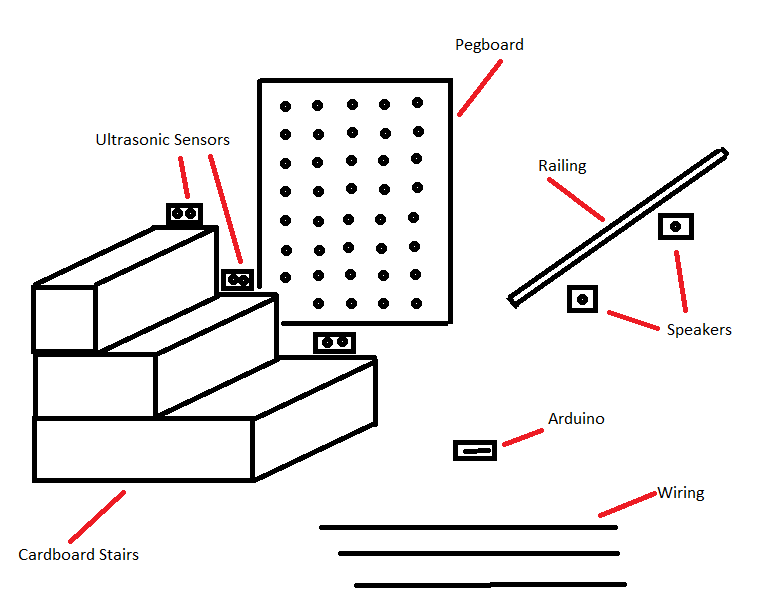 Pegboard
Ultrasonic Sensors
Railing
Speakers
Arduino
Wiring
Cardboard Stairs